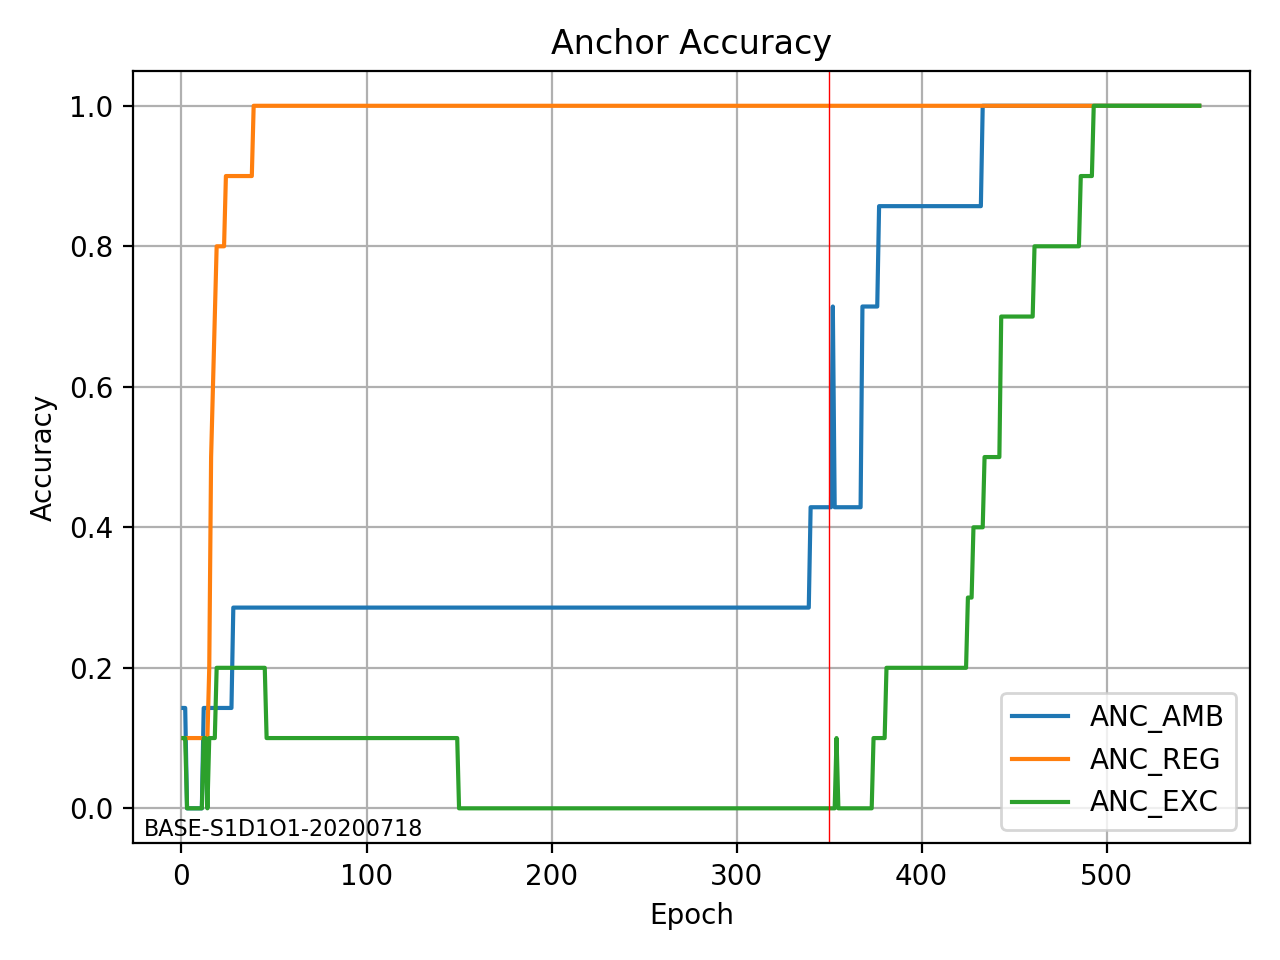 Anchor Accuracy
Accuracy
1.0
0.8
0.6
0.4
0.2
0.0
ANC_AMB
ANC_REG
ANC_EXC
BASE-S1D1O1-20200718
0 100 200 300 400 500
Epoch